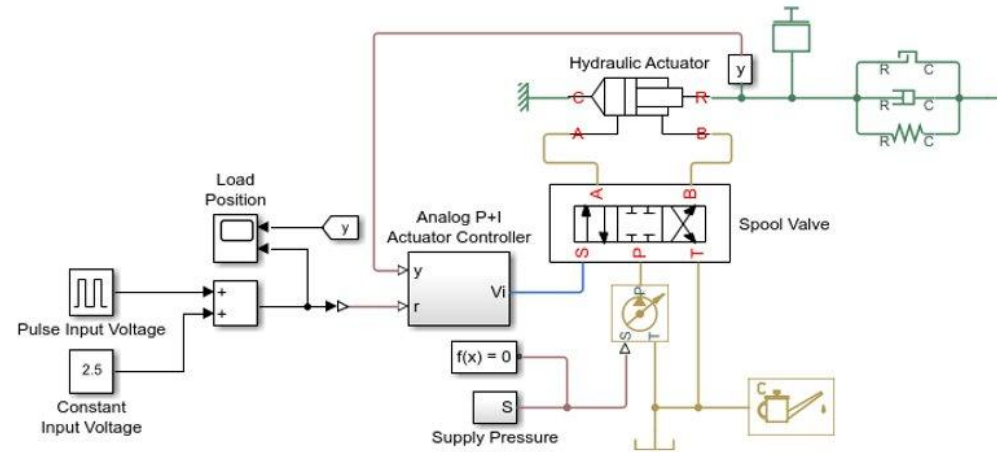 y
Hydraulic Actuator
C
R
A
B
R
C
R
C
R
C
Load
Position
y
Analog P+I
Actuator Controller
y
r
Vi
A
B
S
P
T
Spool Valve
+
+
Pulse Input Voltage
2.5
Constant
Input Voltage
P
S
T
f(x) = 0
S
Supply Pressure
C